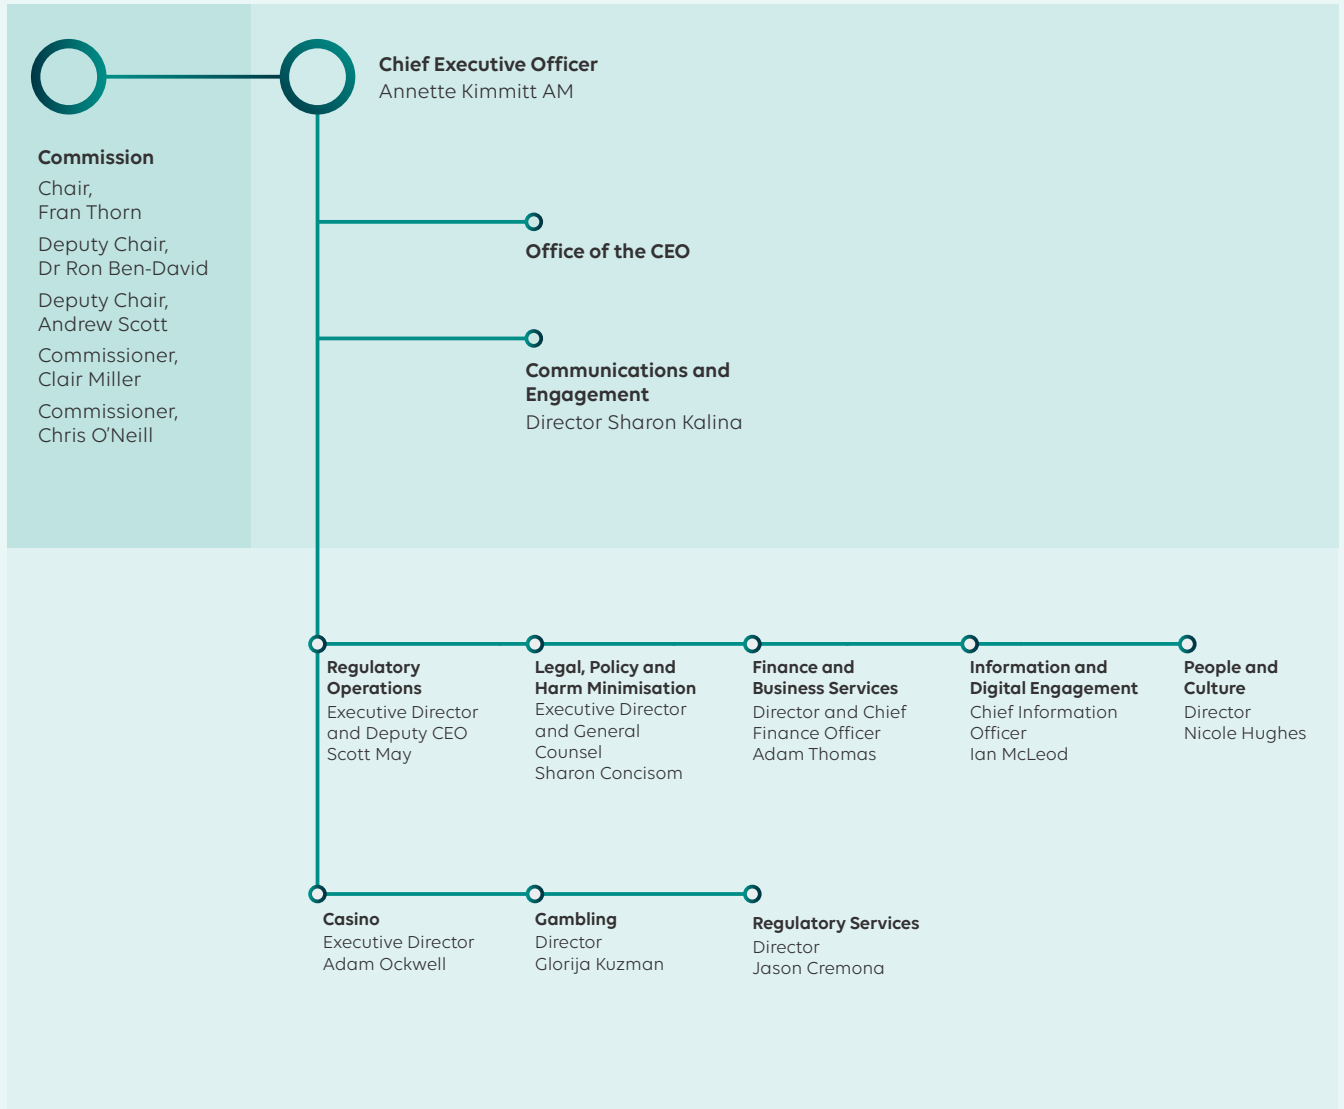 Chief Executive Officer
Annette Kimmitt AM
Commission
Chair,
Fran Thorn
Deputy Chair,
Dr Ron Ben-David
Deputy Chair,
Andrew Scott
Commissioner,
Clair Miller
Commissioner,
Chris O’Neill
Office of the CEO
Communications and
Engagement
Director Sharon Kalina
Regulatory
Operations
Executive Director
and Deputy CEO
Scott May
Legal, Policy and
Harm Minimisation
Executive Director
and General
Counsel
Sharon Concisom
Finance and
Business Services
Director and Chief
Finance Officer
Adam Thomas
Information and
Digital Engagement
Chief Information
Officer
Ian McLeod
People and
Culture
Director
Nicole Hughes
Casino
Executive Director
Adam Ockwell
Gambling
Director
Glorija Kuzman
Regulatory Services
Director
Jason Cremona